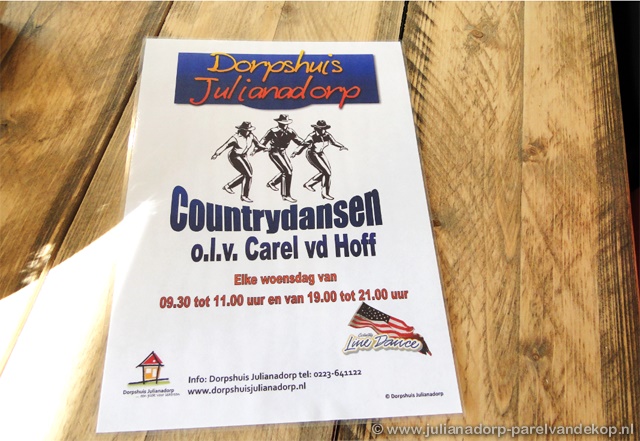 Dorpshuis
Julianadorp
Countrydansen
o.l.v. Carel vd Hoff
Elke woensdag van
09.30 tot 11.00 uur en van 19.00 tot 21.00 uur
Line Dance
Dorpshuis Julianadorp
Info: Dorpshuis Julianadorp tel: 0223-641122
www.dorpshuisjulianadorp.nl
© Dorpshuis Julianadorp
© www.julianadorp-parelvandekop.nl